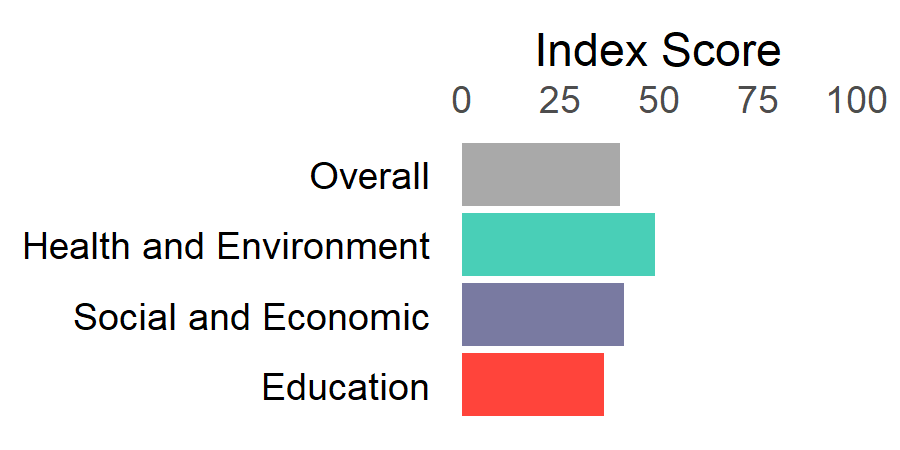 Index Score
0 25 50 75 100
Overall
Health and Environment
Social and Economic
Education